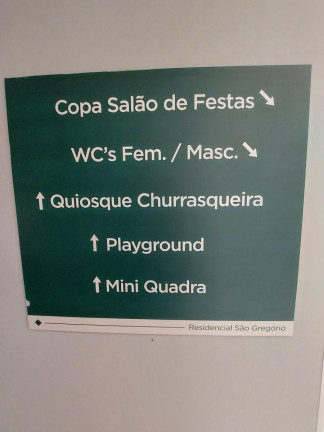 Copa Salão de Festas ↘
WC's Fem. / Masc. ↘
↑ Quiosque Churrasqueira
↑ Playground
↑ Mini Quadra
Residencial São Gregório